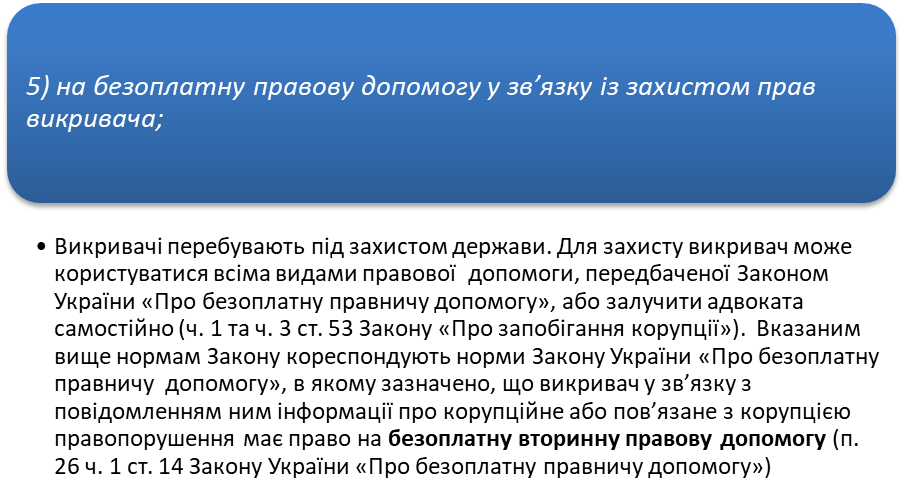 5) на безоплатну правову допомогу у зв’язку із захистом прав
викривача;
• Викривачі перебувають під захистом держави. Для захисту викривач може
користуватися всіма видами правової допомоги, передбаченої Законом
України «Про безоплатну правничу допомогу», або залучити адвоката
самостійно (ч. 1 та ч. 3 ст. 53 Закону «Про запобігання корупції»). Вказаним
вище нормам Закону кореспондують норми Закону України «Про безоплатну
правничу допомогу», в якому зазначено, що викривач у зв’язку з
повідомленням ним інформації про корупційне або пов’язане з корупцією
правопорушення має право на безоплатну вторинну правову допомогу (п.
26 ч. 1 ст. 14 Закону України «Про безоплатну правничу допомогу»)